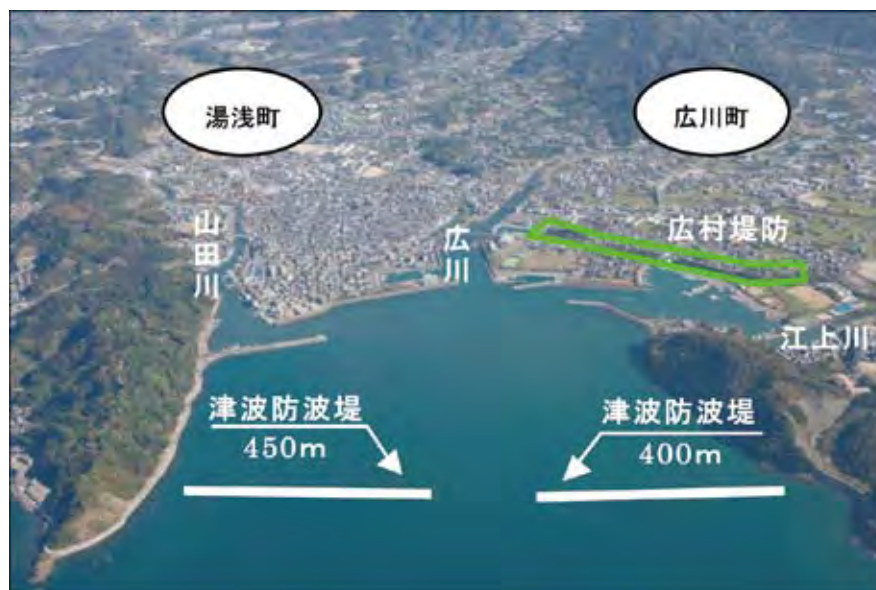 湯浅町
広川町
山田川
広川
広村堤防
江上川
津波防波堤
450m
津波防波堤
400m